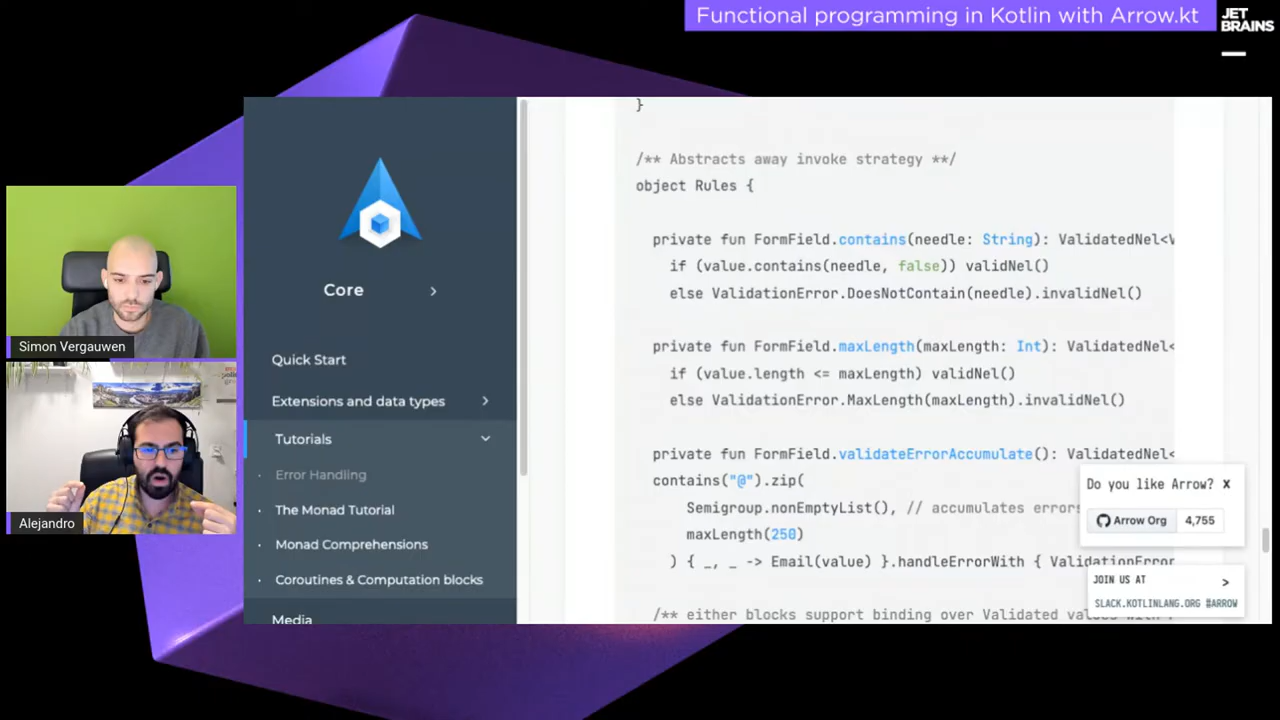 Functional programming in Kotlin with Arrow.kt
JET
BRAINS
Simon Vergauwen
Alejandro
Core
Quick Start
Extensions and data types
Tutorials
Error Handling
The Monad Tutorial
Monad Comprehensions
Coroutines & Computation blocks
Media
}
/** Abstracts away invoke strategy **/
object Rules {
private fun FormField.contains(needle: String): ValidatedNel<V
if (value.contains(needle, false)) validNel()
else ValidationError.DoesNotContain(needle).invalidNel()
private fun FormField.maxLength(maxLength: Int): ValidatedNel<
if (value.length <= maxLength) validNel()
else ValidationError.MaxLength(maxLength).invalidNel()
private fun FormField.validateErrorAccumulate(): ValidatedNel<
contains("@").zip(
Semigroup.nonEmptyList(), // accumulates errors
maxLength(250)
) { _, _ -> Email(value) }.handleErrorWith { ValidationError
/** either blocks support binding over Validated values with
Do you like Arrow? X
Arrow Org 4,755
JOIN US AT >
SLACK.KOTLINLANG.ORG #ARROW